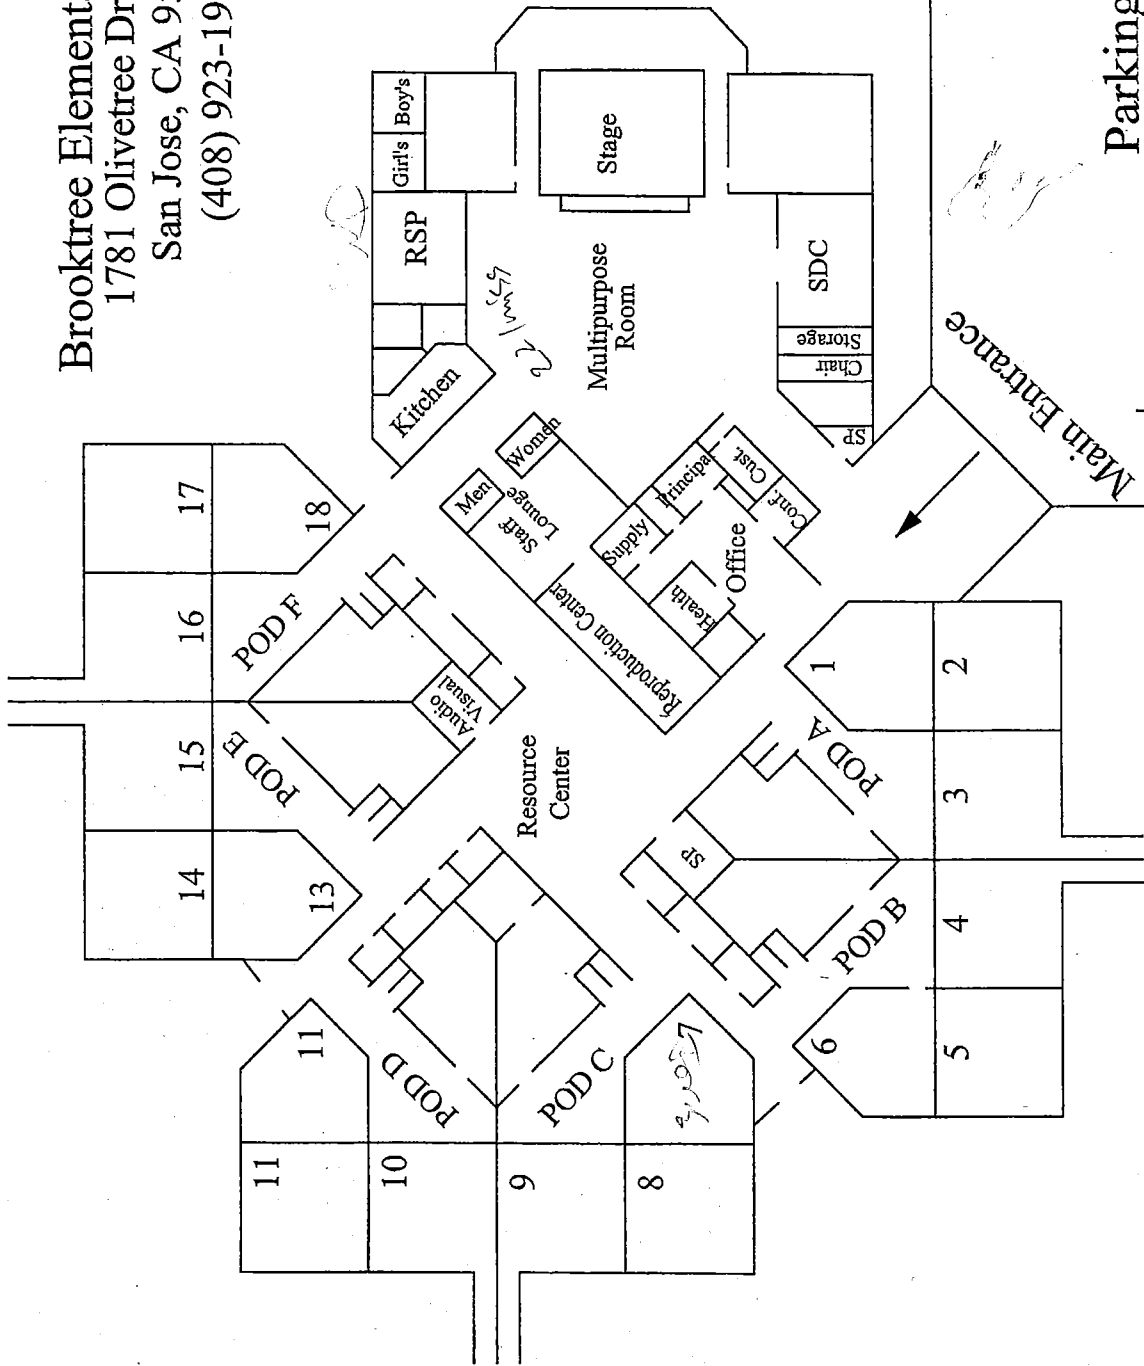 Brooktree Element
1781 Olivetree Dr
San Jose, CA 9
(408) 923-19
Parking
Main Entrance
Boy's
Girl's
RSP
Kitchen
Stage
Multipurpose
Room
SDC
Storage
Chair
SP
Women
Men
Staff
Lounge
Supply
Principal
Cust.
Conf.
Office
Health
Reproduction Center
17
18
16
POD F
15
POD E
14
13
Audio
Visual
Resource
Center
1
2
POD A
3
SP
4
POD B
6
5
11
POD D
11
10
POD C
9
8
7